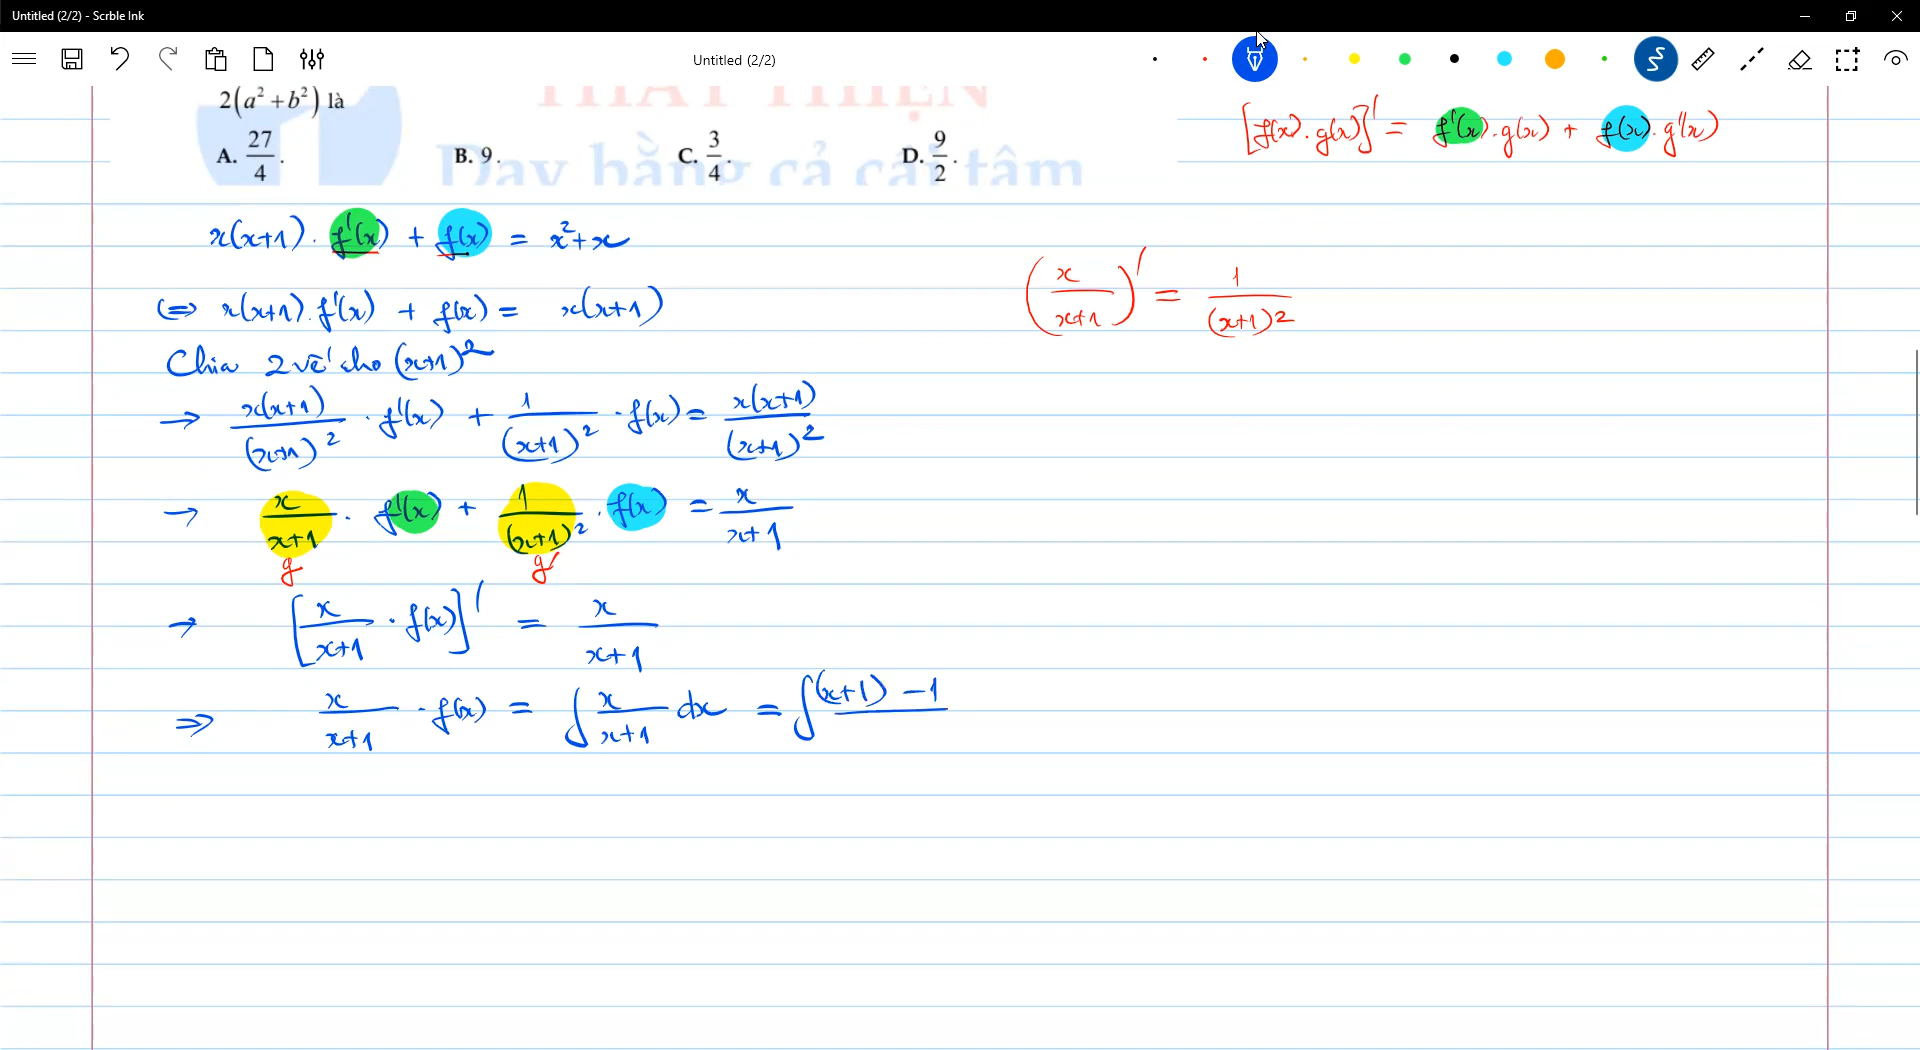 Untitled (2/2) - Scrble Ink
Untitled (2/2)
THẬT THIỆN
2(a² + b²) là
A. 27/4 . B. 9 . C. 3/4 . D. 9/2 .
Dạy bằng cả cái tâm
[f(x) . g(x)]' = f'(x) . g(x) + f(x) . g'(x)
x(x+1) . f'(x) + f(x) = x² + x
(x/(x+1))' = 1/(x+1)²
⇔ x(x+1) . f'(x) + f(x) = x(x+1)
Chia 2 vế cho (x+1)²
→ x(x+1)/(x+1)² . f'(x) + 1/(x+1)² . f(x) = x(x+1)/(x+1)²
→ x/(x+1) . f'(x) + 1/(x+1)² . f(x) = x/(x+1)
g g'
→ [x/(x+1) . f(x)]' = x/(x+1)
⇒ x/(x+1) . f(x) = ∫ x/(x+1) dx = ∫ (x+1) - 1